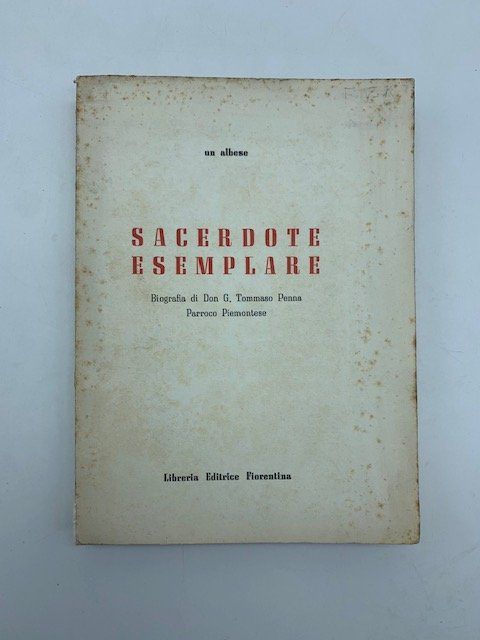 un albese
SACERDOTE
ESEMPLARE
Biografia di Don G. Tommaso Penna
Parroco Piemontese
Libreria Editrice Fiorentina